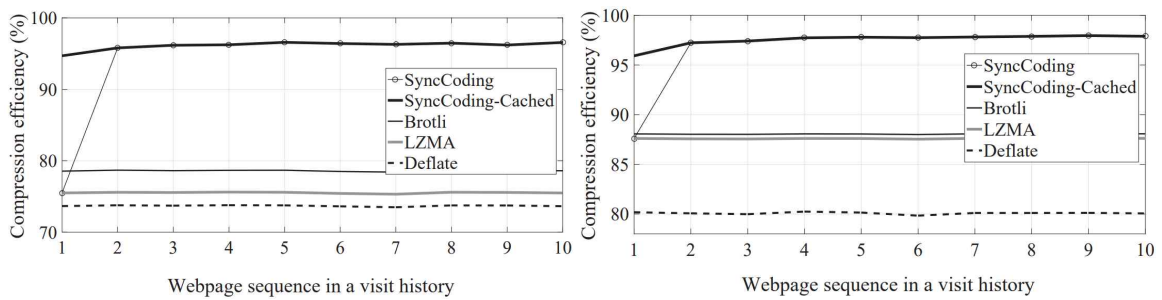 Compression efficiency (%)
100
90
80
70
SyncCoding
SyncCoding-Cached
Brotli
LZMA
Deflate
1 2 3 4 5 6 7 8 9 10
Webpage sequence in a visit history
Compression efficiency (%)
100
95
90
85
80
SyncCoding
SyncCoding-Cached
Brotli
LZMA
Deflate
1 2 3 4 5 6 7 8 9 10
Webpage sequence in a visit history